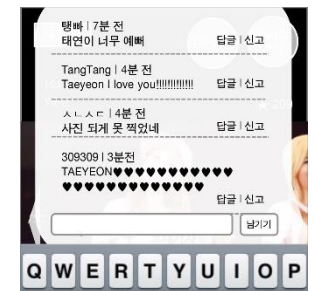 탱빠 | 7분 전
태연이 너무 예뻐
답글 | 신고
TangTang | 4분 전
Taeyeon I love you!!!!!!!!!!!!!
답글 | 신고
ㅅㄴㅅㄷ | 4분 전
사진 되게 못 찍었네
답글 | 신고
309309 | 3분전
TAEYEON♥♥♥♥♥♥♥♥♥♥♥
♥♥♥♥♥♥♥♥♥♥♥♥♥
답글 | 신고
남기기
Q W E R T Y U I O P